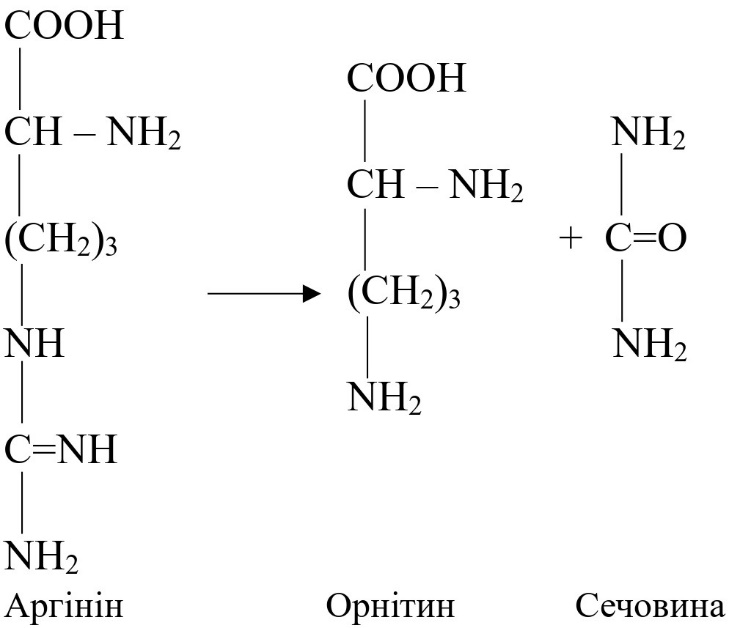 COOH
CH – NH2
(CH2)3
NH
C=NH
NH2
COOH
CH – NH2
(CH2)3
NH2
+
NH2
C=O
NH2
Аргінін Орнітин Сечовина